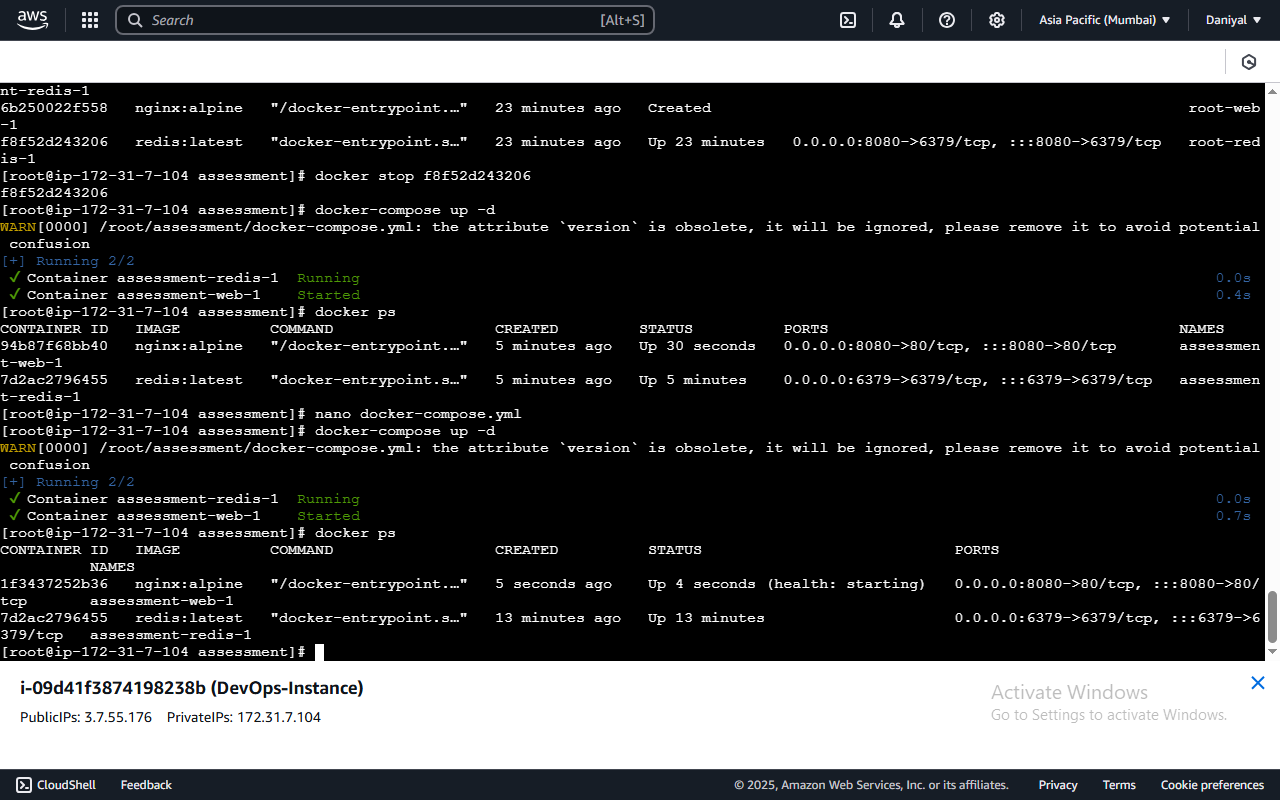 aws
Search [Alt+S]
Asia Pacific (Mumbai) ▼ Daniyal ▼
nt-redis-1
6b250022f558   nginx:alpine   "/docker-entrypoint.…"   23 minutes ago   Created   root-web
-1
f8f52d243206   redis:latest   "docker-entrypoint.s…"   23 minutes ago   Up 23 minutes   0.0.0.0:8080->6379/tcp, :::8080->6379/tcp   root-red
is-1
[root@ip-172-31-7-104 assessment]# docker stop f8f52d243206
f8f52d243206
[root@ip-172-31-7-104 assessment]# docker-compose up -d
WARN[0000] /root/assessment/docker-compose.yml: the attribute `version` is obsolete, it will be ignored, please remove it to avoid potential
 confusion
[+] Running 2/2
 ✓ Container assessment-redis-1  Running   0.0s
 ✓ Container assessment-web-1    Started   0.4s
[root@ip-172-31-7-104 assessment]# docker ps
CONTAINER ID   IMAGE          COMMAND                  CREATED         STATUS          PORTS   NAMES
94b87f68bb40   nginx:alpine   "/docker-entrypoint.…"   5 minutes ago   Up 30 seconds   0.0.0.0:8080->80/tcp, :::8080->80/tcp   assessmen
t-web-1
7d2ac2796455   redis:latest   "docker-entrypoint.s…"   5 minutes ago   Up 5 minutes    0.0.0.0:6379->6379/tcp, :::6379->6379/tcp   assessmen
t-redis-1
[root@ip-172-31-7-104 assessment]# nano docker-compose.yml
[root@ip-172-31-7-104 assessment]# docker-compose up -d
WARN[0000] /root/assessment/docker-compose.yml: the attribute `version` is obsolete, it will be ignored, please remove it to avoid potential
 confusion
[+] Running 2/2
 ✓ Container assessment-redis-1  Running   0.0s
 ✓ Container assessment-web-1    Started   0.7s
[root@ip-172-31-7-104 assessment]# docker ps
CONTAINER ID   IMAGE          COMMAND                  CREATED          STATUS                            PORTS
          NAMES
1f3437252b36   nginx:alpine   "/docker-entrypoint.…"   5 seconds ago    Up 4 seconds (health: starting)   0.0.0.0:8080->80/tcp, :::8080->80/
tcp       assessment-web-1
7d2ac2796455   redis:latest   "docker-entrypoint.s…"   13 minutes ago   Up 13 minutes                     0.0.0.0:6379->6379/tcp, :::6379->6
379/tcp   assessment-redis-1
[root@ip-172-31-7-104 assessment]#
i-09d41f3874198238b (DevOps-Instance)
PublicIPs: 3.7.55.176 PrivateIPs: 172.31.7.104
Activate Windows
Go to Settings to activate Windows.
CloudShell Feedback © 2025, Amazon Web Services, Inc. or its affiliates. Privacy Terms Cookie preferences